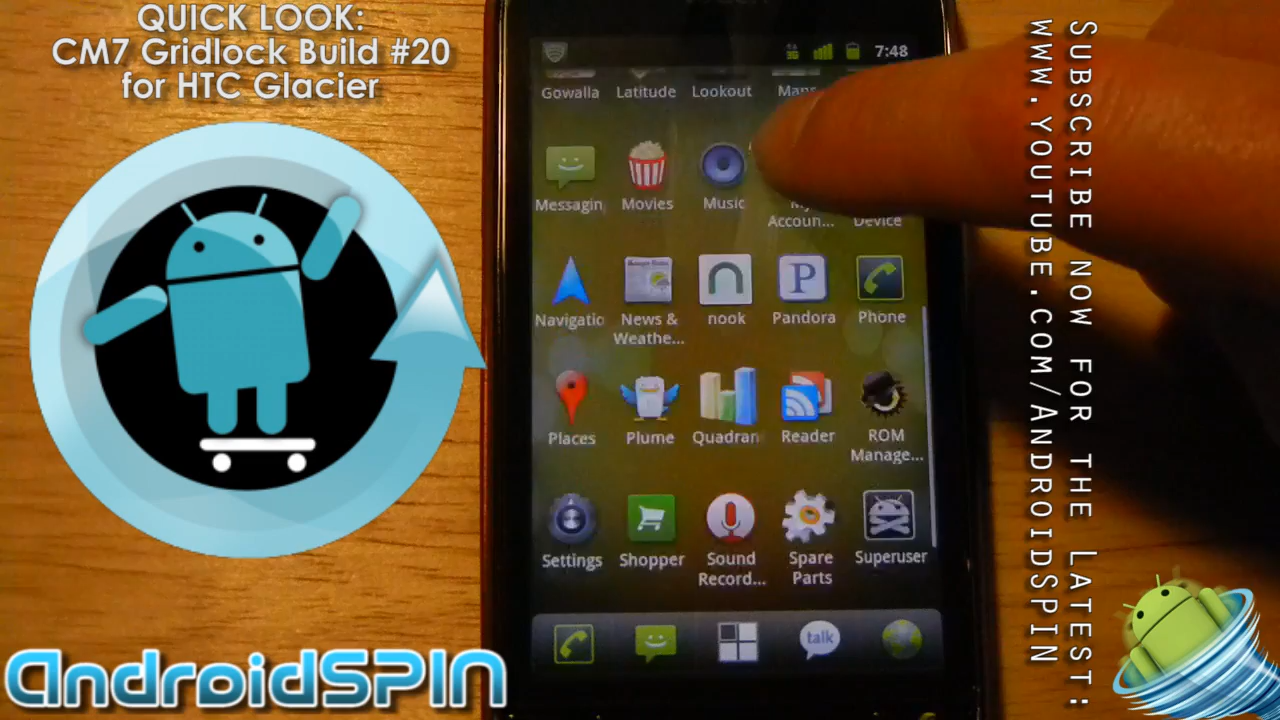 QUICK LOOK:
CM7 Gridlock Build #20
for HTC Glacier
7:48
Gowalla Latitude Lookout
Messagin Movies Music
Accoun... Device
Navigatio News & Weathe... nook Pandora Phone
Places Plume Quadran Reader ROM Manage...
Settings Shopper Sound Record... Spare Parts Superuser
talk
AndroidSPIN
Subscribe now for the Latest:
www.youtube.com/AndroidSPIN